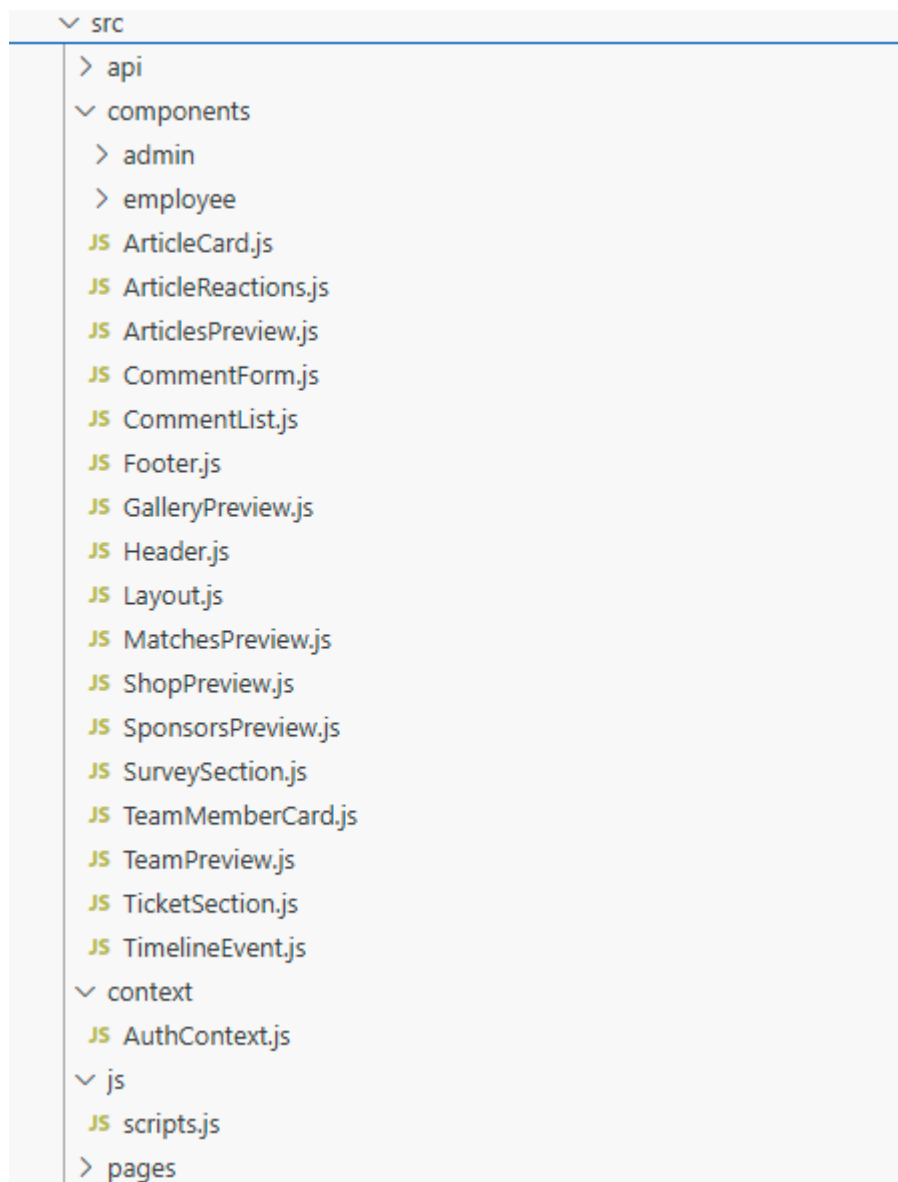 src
api
components
admin
employee
JS ArticleCard.js
JS ArticleReactions.js
JS ArticlesPreview.js
JS CommentForm.js
JS CommentList.js
JS Footer.js
JS GalleryPreview.js
JS Header.js
JS Layout.js
JS MatchesPreview.js
JS ShopPreview.js
JS SponsorsPreview.js
JS SurveySection.js
JS TeamMemberCard.js
JS TeamPreview.js
JS TicketSection.js
JS TimelineEvent.js
context
JS AuthContext.js
js
JS scripts.js
pages